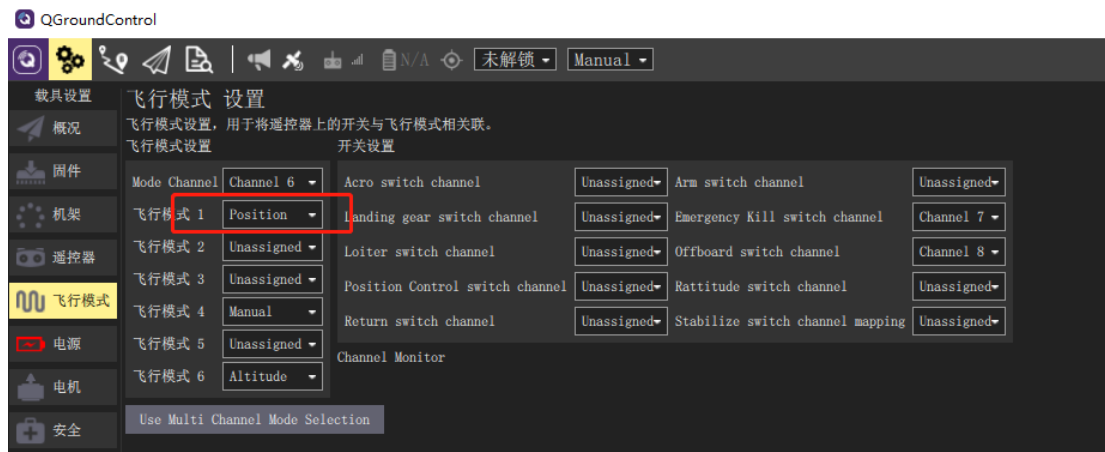 QGroundControl
N/A 未解锁 Manual
载具设置
概况
固件
机架
遥控器
飞行模式
电源
电机
安全
飞行模式 设置
飞行模式设置，用于将遥控器上的开关与飞行模式相关联。
飞行模式设置
Mode Channel Channel 6
飞行模式 1 Position
飞行模式 2 Unassigned
飞行模式 3 Unassigned
飞行模式 4 Manual
飞行模式 5 Unassigned
飞行模式 6 Altitude
Use Multi Channel Mode Selection
开关设置
Acro switch channel Unassigned Arm switch channel Unassigned
Landing gear switch channel Unassigned Emergency Kill switch channel Channel 7
Loiter switch channel Unassigned Offboard switch channel Channel 8
Position Control switch channel Unassigned Rattitude switch channel Unassigned
Return switch channel Unassigned Stabilize switch channel mapping Unassigned
Channel Monitor